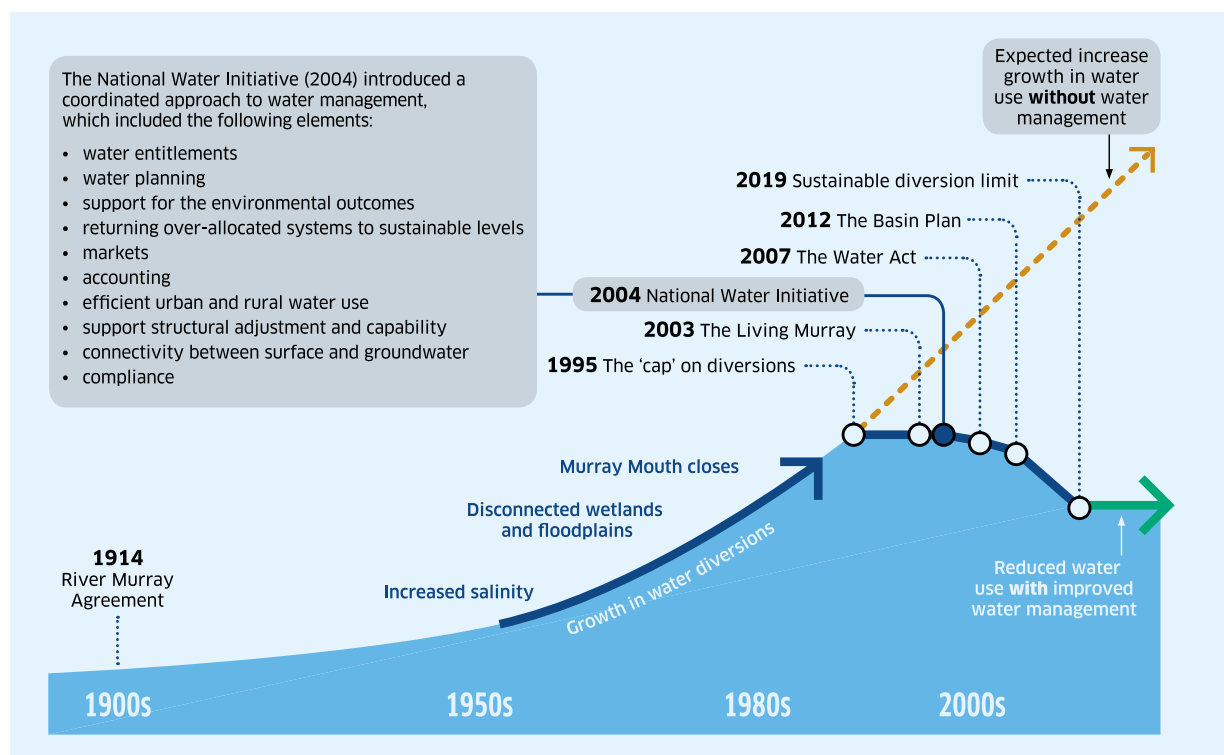 The National Water Initiative (2004) introduced a
coordinated approach to water management,
which included the following elements:
• water entitlements
• water planning
• support for the environmental outcomes
• returning over-allocated systems to sustainable levels
• markets
• accounting
• efficient urban and rural water use
• support structural adjustment and capability
• connectivity between surface and groundwater
• compliance
Expected increase
growth in water
use without water
management
2019 Sustainable diversion limit
2012 The Basin Plan
2007 The Water Act
2004 National Water Initiative
2003 The Living Murray
1995 The ‘cap’ on diversions
Murray Mouth closes
Disconnected wetlands
and floodplains
Increased salinity
Growth in water diversions
1914
River Murray
Agreement
Reduced water
use with improved
water management
1900s
1950s
1980s
2000s